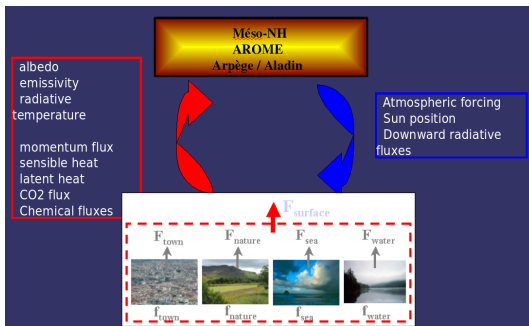 Méso-NH
AROME
Arpège / Aladin
albedo
emissivity
radiative
temperature
momentum flux
sensible heat
latent heat
CO2 flux
Chemical fluxes
Atmospheric forcing
Sun position
Downward radiative
fluxes
Fsurface
Ftown Fnature Fsea Fwater
ftown fnature fsea fwater